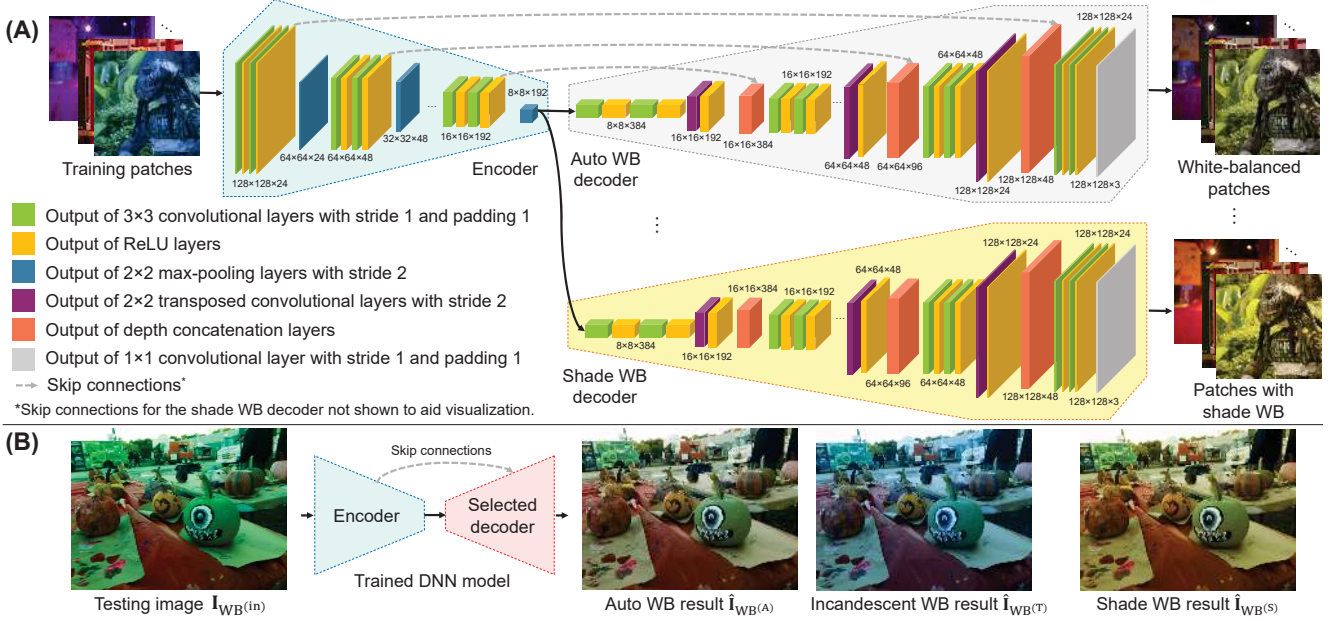 (A)
Training patches
128×128×24
64×64×24
64×64×48
32×32×48
...
16×16×192
8×8×192
Encoder
Auto WB
decoder
8×8×384
16×16×192
16×16×384
16×16×192
...
64×64×48
64×64×96
64×64×48
128×128×24
128×128×48
128×128×24
128×128×3
White-balanced
patches
Output of 3×3 convolutional layers with stride 1 and padding 1
Output of ReLU layers
Output of 2×2 max-pooling layers with stride 2
Output of 2×2 transposed convolutional layers with stride 2
Output of depth concatenation layers
Output of 1×1 convolutional layer with stride 1 and padding 1
Skip connections*
*Skip connections for the shade WB decoder not shown to aid visualization.
Shade WB
decoder
8×8×384
16×16×192
16×16×384
16×16×192
...
64×64×48
64×64×96
64×64×48
128×128×24
128×128×48
128×128×24
128×128×3
Patches with
shade WB
(B)
Testing image I_WB(in)
Skip connections
Encoder
Selected
decoder
Trained DNN model
Auto WB result Î_WB(A)
Incandescent WB result Î_WB(T)
Shade WB result Î_WB(S)